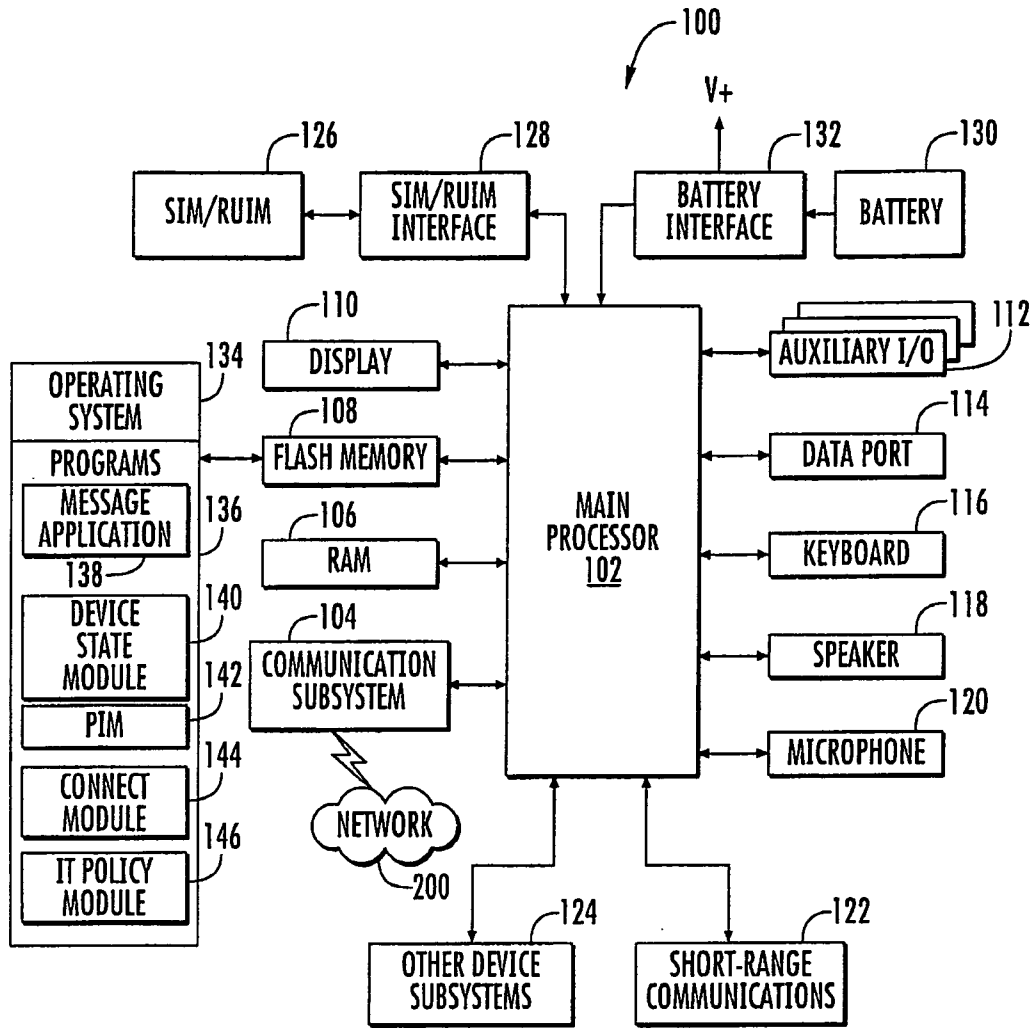 100
V+
126
128
132
130
SIM/RUIM
SIM/RUIM
INTERFACE
BATTERY
INTERFACE
BATTERY
110
DISPLAY
112
AUXILIARY I/O
134
OPERATING
SYSTEM
108
FLASH MEMORY
114
DATA PORT
PROGRAMS
MESSAGE
APPLICATION
138
136
106
RAM
MAIN
PROCESSOR
102
116
KEYBOARD
140
DEVICE
STATE
MODULE
104
COMMUNICATION
SUBSYSTEM
118
SPEAKER
142
PIM
120
MICROPHONE
144
CONNECT
MODULE
NETWORK
200
146
IT POLICY
MODULE
124
OTHER DEVICE
SUBSYSTEMS
122
SHORT-RANGE
COMMUNICATIONS